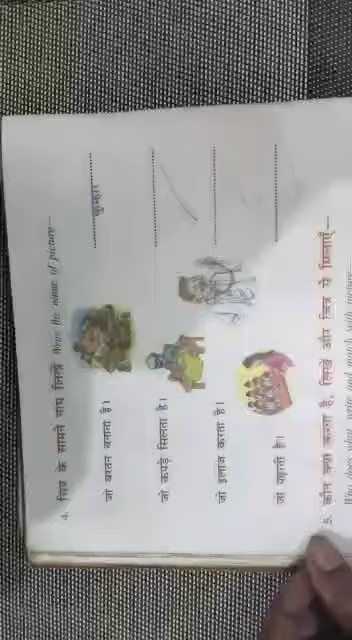 4. चित्र के सामने नाम लिखें Write the name of picture—
जो बरतन बनाता है। कुम्हार
जो कपड़े सिलता है।
जो इलाज करता है।
जो पढ़ाती है।
5. कौन क्या करता है, लिखें और चित्र से मिलाएँ—
Who does what, write and match with picture—